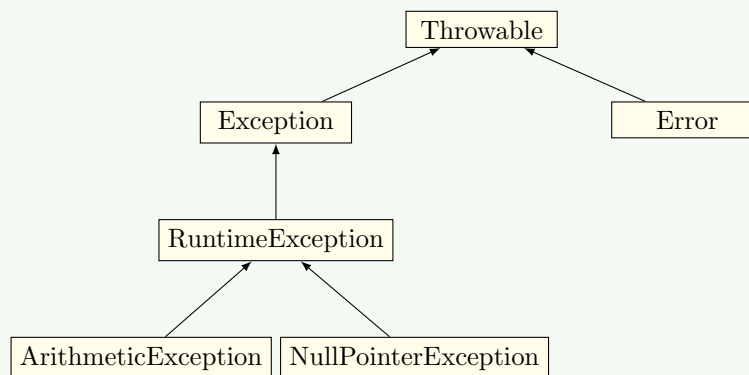 Throwable
Exception
Error
RuntimeException
ArithmeticException
NullPointerException